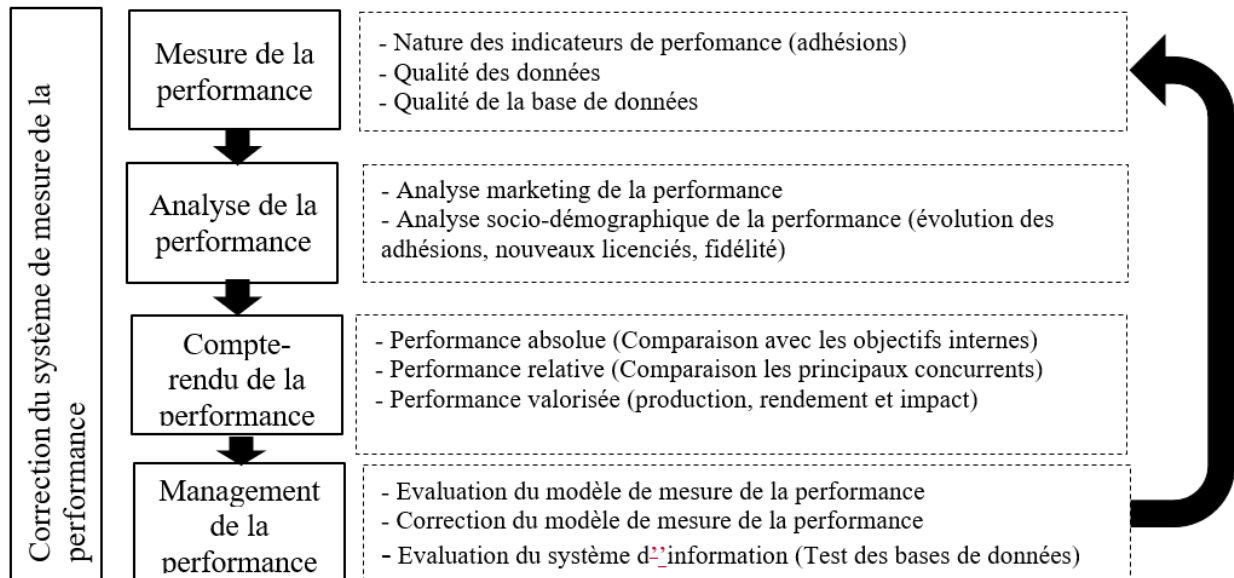 Correction du système de mesure de la
performance
Mesure de la
performance
- Nature des indicateurs de perfomance (adhésions)
- Qualité des données
- Qualité de la base de données
Analyse de la
performance
- Analyse marketing de la performance
- Analyse socio-démographique de la performance (évolution des
adhésions, nouveaux licenciés, fidélité)
Compte-
rendu de la
performance
- Performance absolue (Comparaison avec les objectifs internes)
- Performance relative (Comparaison les principaux concurrents)
- Performance valorisée (production, rendement et impact)
Management
de la
performance
- Evaluation du modèle de mesure de la performance
- Correction du modèle de mesure de la performance
- Evaluation du système d’’information (Test des bases de données)